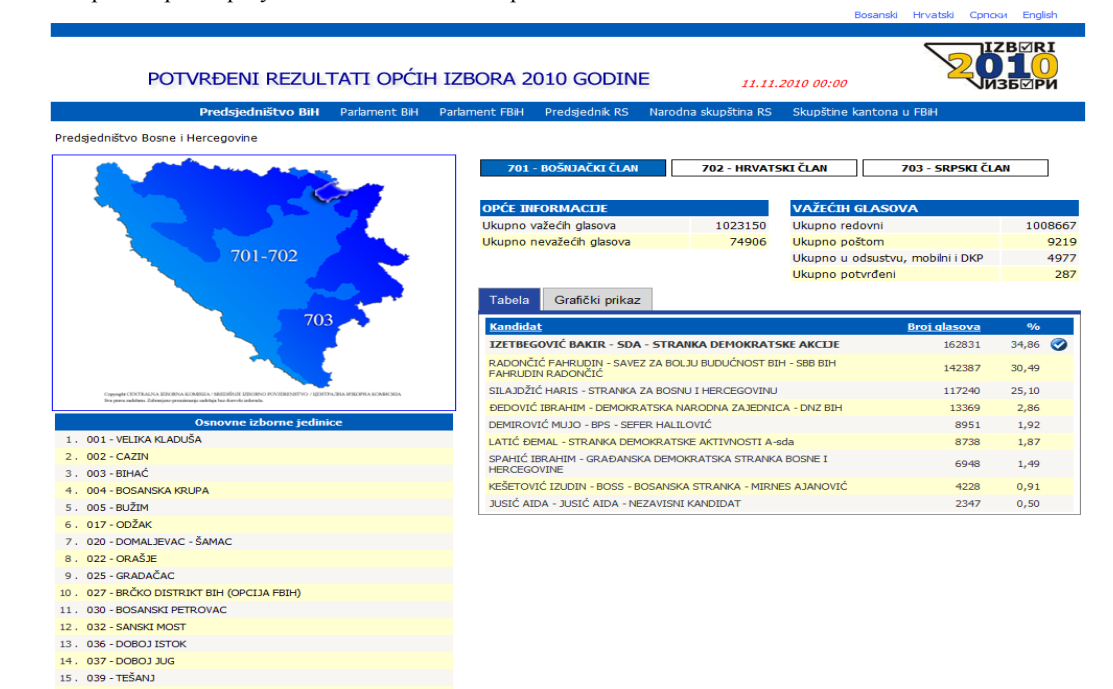 Bosanski Hrvatski Српски English
IZBORI
2010
ИЗБОРИ
POTVRĐENI REZULTATI OPĆIH IZBORA 2010 GODINE
11.11.2010 00:00
Predsjedništvo BiH Parlament BiH Parlament FBiH Predsjednik RS Narodna skupština RS Skupštine kantona u FBiH
Predsjedništvo Bosne i Hercegovine
701-702
703
701 - BOŠNJAČKI ČLAN 702 - HRVATSKI ČLAN 703 - SRPSKI ČLAN
OPĆE INFORMACIJE
Ukupno važećih glasova 1023150
Ukupno nevažećih glasova 74906
VAŽEĆIH GLASOVA
Ukupno redovni 1008667
Ukupno poštom 9219
Ukupno u odsustvu, mobilni i DKP 4977
Ukupno potvrđeni 287
Tabela Grafički prikaz
Kandidat Broj glasova %
IZETBEGOVIĆ BAKIR - SDA - STRANKA DEMOKRATSKE AKCIJE 162831 34,86
RADONČIĆ FAHRUDIN - SAVEZ ZA BOLJU BUDUĆNOST BIH - SBB BIH
FAHRUDIN RADONČIĆ 142387 30,49
SILAJDŽIĆ HARIS - STRANKA ZA BOSNU I HERCEGOVINU 117240 25,10
ĐEDOVIĆ IBRAHIM - DEMOKRATSKA NARODNA ZAJEDNICA - DNZ BIH 13369 2,86
DEMIROVIĆ MUJO - BPS - SEFER HALILOVIĆ 8951 1,92
LATIĆ ĐEMAL - STRANKA DEMOKRATSKE AKTIVNOSTI A-sda 8738 1,87
SPAHIĆ IBRAHIM - GRAĐANSKA DEMOKRATSKA STRANKA BOSNE I
HERCEGOVINE 6948 1,49
KEŠETOVIĆ IZUDIN - BOSS - BOSANSKA STRANKA - MIRNES AJANOVIĆ 4228 0,91
JUSIĆ AIDA - JUSIĆ AIDA - NEZAVISNI KANDIDAT 2347 0,50
Osnovne izborne jedinice
1. 001 - VELIKA KLADUŠA
2. 002 - CAZIN
3. 003 - BIHAĆ
4. 004 - BOSANSKA KRUPA
5. 005 - BUŽIM
6. 017 - ODŽAK
7. 020 - DOMALJEVAC - ŠAMAC
8. 022 - ORAŠJE
9. 025 - GRADAČAC
10. 027 - BRČKO DISTRIKT BIH (OPCIJA FBIH)
11. 030 - BOSANSKI PETROVAC
12. 032 - SANSKI MOST
13. 036 - DOBOJ ISTOK
14. 037 - DOBOJ JUG
15. 039 - TEŠANJ